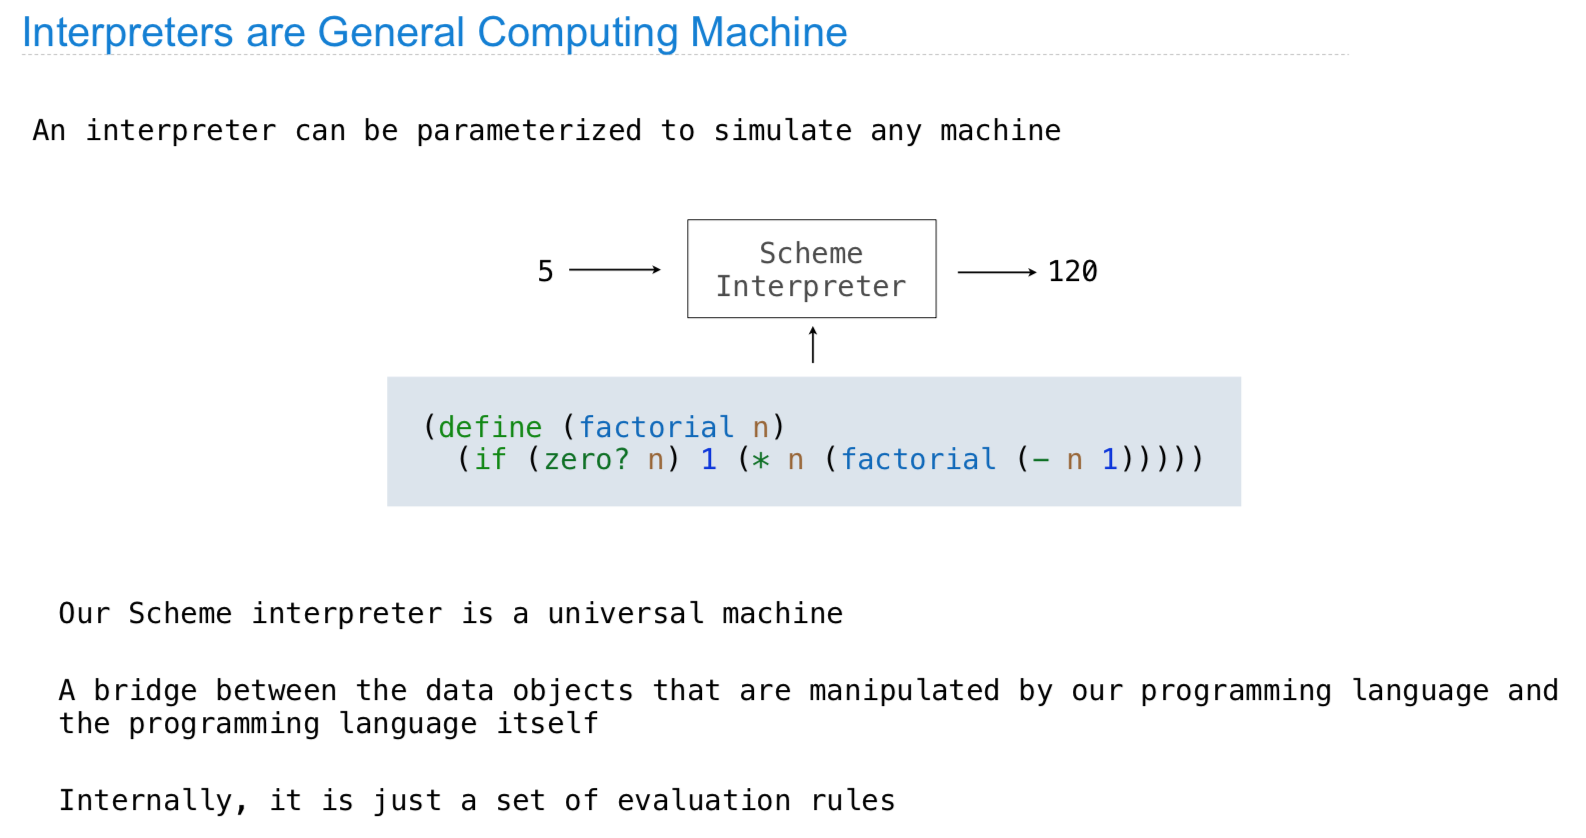 Interpreters are General Computing Machine
An interpreter can be parameterized to simulate any machine
5
Scheme
Interpreter
120
(define (factorial n)
(if (zero? n) 1 (* n (factorial (- n 1)))))
Our Scheme interpreter is a universal machine
A bridge between the data objects that are manipulated by our programming language and
the programming language itself
Internally, it is just a set of evaluation rules